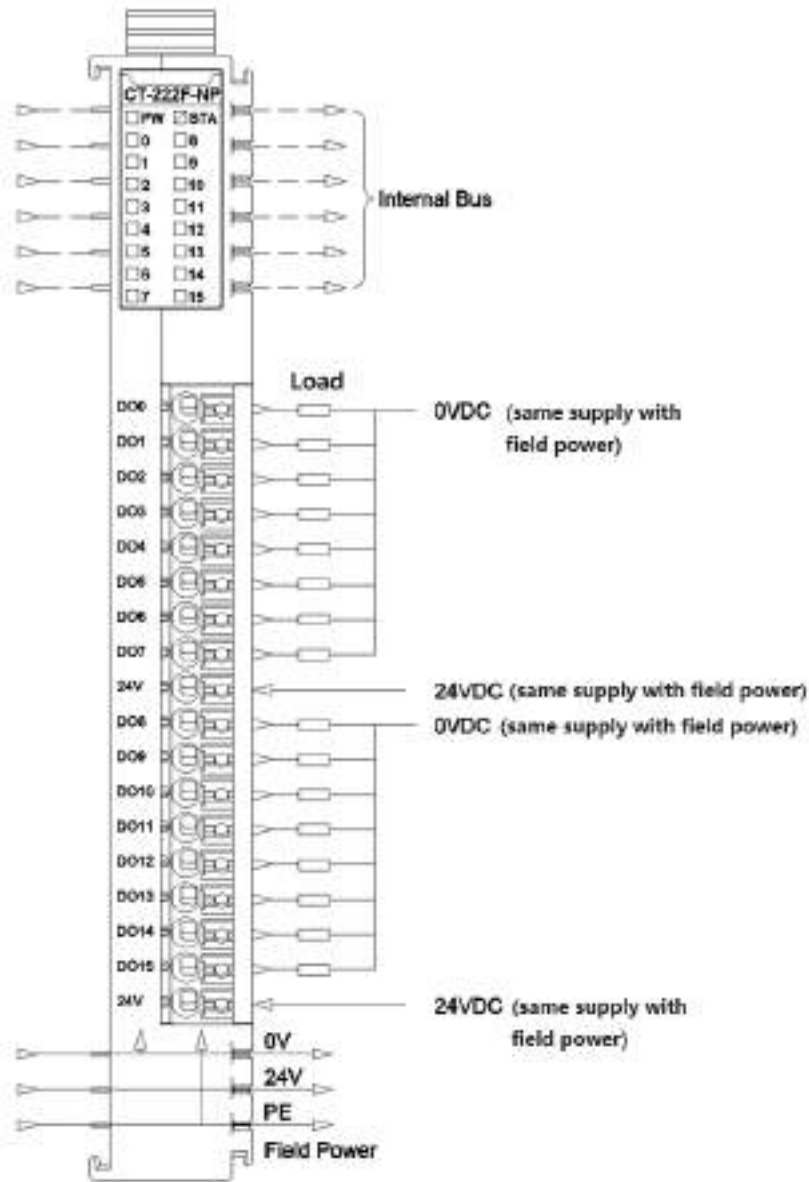 CT-222F-NP
PW STA
0 8
1 9
2 10
3 11
4 12
5 13
6 14
7 15
Internal Bus
Load
DO0
0VDC (same supply with
field power)
DO1
DO2
DO3
DO4
DO5
DO6
DO7
24V
24VDC (same supply with field power)
DO8
0VDC (same supply with field power)
DO9
DO10
DO11
DO12
DO13
DO14
DO15
24V
24VDC (same supply with
field power)
0V
24V
PE
Field Power